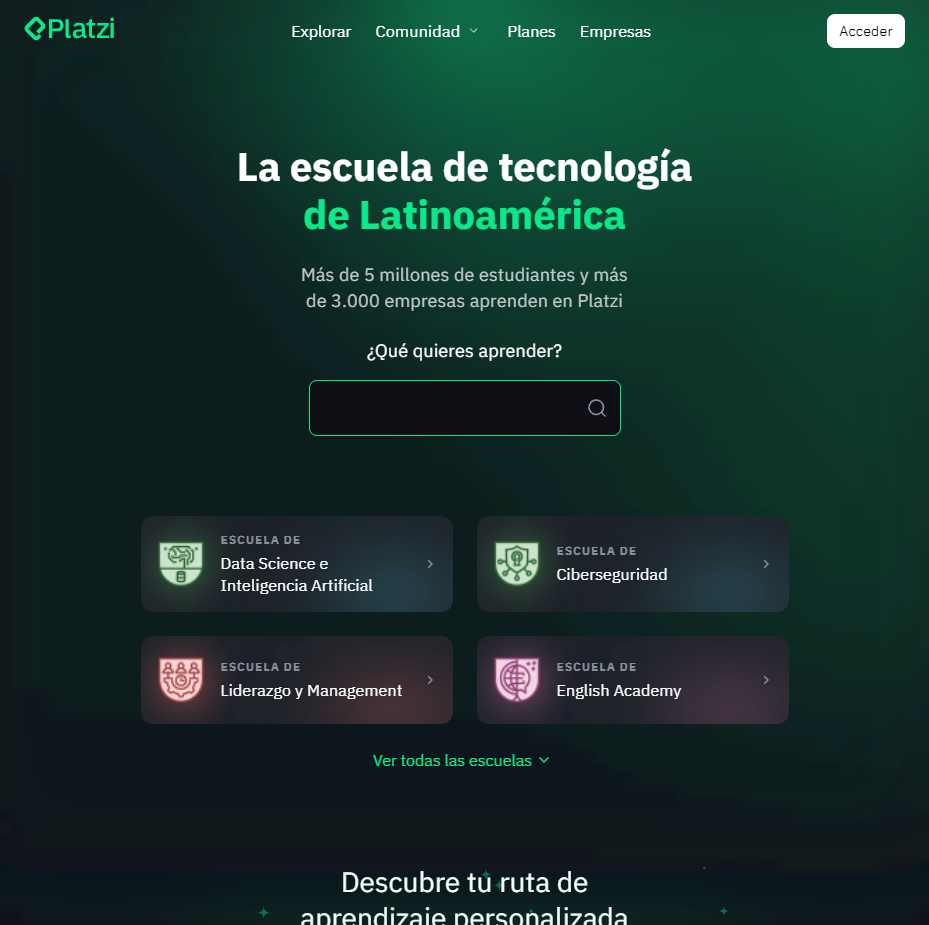 Platzi
Explorar
Comunidad
Planes
Empresas
Acceder
La escuela de tecnología
de Latinoamérica
Más de 5 millones de estudiantes y más
de 3.000 empresas aprenden en Platzi
¿Qué quieres aprender?
ESCUELA DE
Data Science e
Inteligencia Artificial
ESCUELA DE
Ciberseguridad
ESCUELA DE
Liderazgo y Management
ESCUELA DE
English Academy
Ver todas las escuelas
Descubre tu ruta de
aprendizaje personalizada